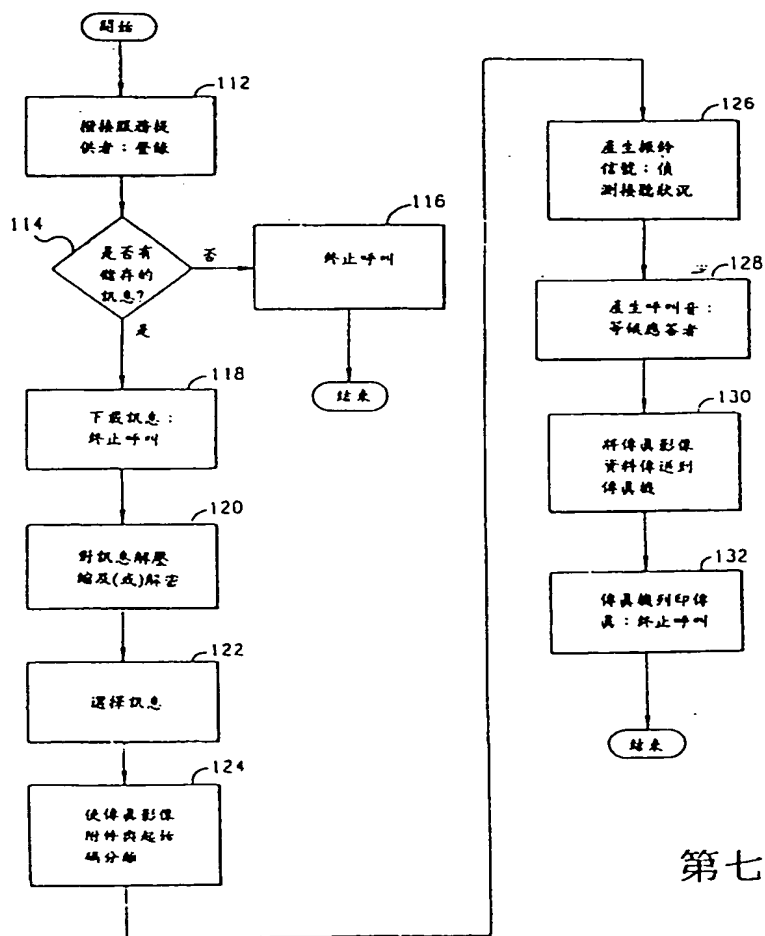 開始
112
撥接服務提
供者：登錄
114
是否有
儲存的
訊息?
否
是
116
終止呼叫
結束
118
下載訊息：
終止呼叫
120
對訊息解壓
縮及(或)解密
122
選擇訊息
124
使傳真影像
附件與起始
碼分離
126
產生振鈴
信號：偵
測接聽狀況
128
產生呼叫音：
等候應答者
130
將傳真影像
資料傳送到
傳真機
132
傳真機列印傳
真：終止呼叫
結束
第七